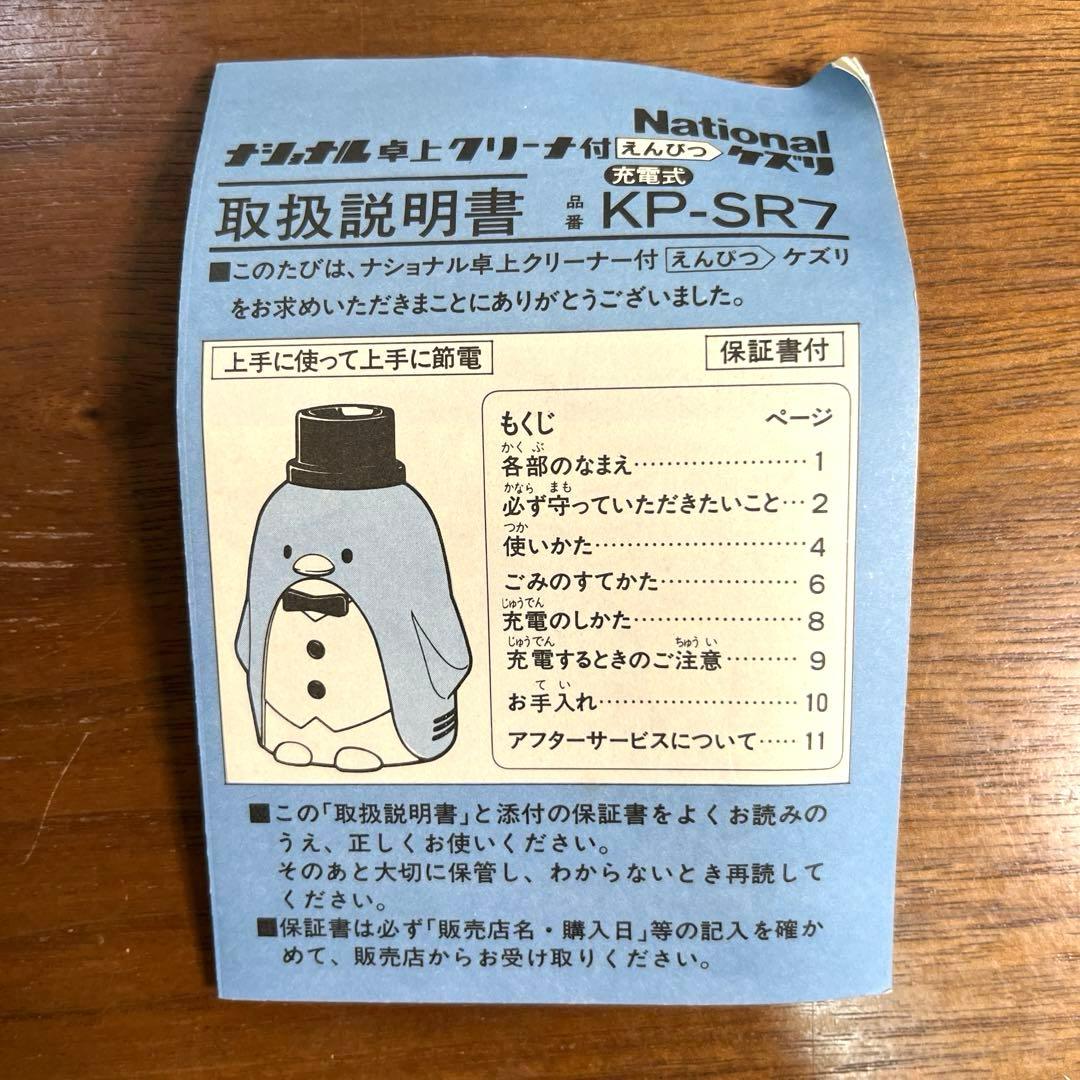 National
ナショナル卓上クリーナ付えんぴつケズリ
充電式
取扱説明書 品番 KP-SR7
■このたびは、ナショナル卓上クリーナー付えんぴつケズリ
をお求めいただきまことにありがとうございました。
上手に使って上手に節電
保証書付
もくじ ページ
かくぶ
各部のなまえ……………………1
かなら まも
必ず守っていただきたいこと…2
つか
使いかた…………………………4
ごみのすてかた…………………6
じゅうでん
充電のしかた……………………8
じゅうでん ちゅうい
充電するときのご注意…………9
てい
お手入れ…………………………10
アフターサービスについて……11
■この「取扱説明書」と添付の保証書をよくお読みの
うえ、正しくお使いください。
そのあと大切に保管し、わからないとき再読して
ください。
■保証書は必ず「販売店名・購入日」等の記入を確か
めて、販売店からお受け取りください。